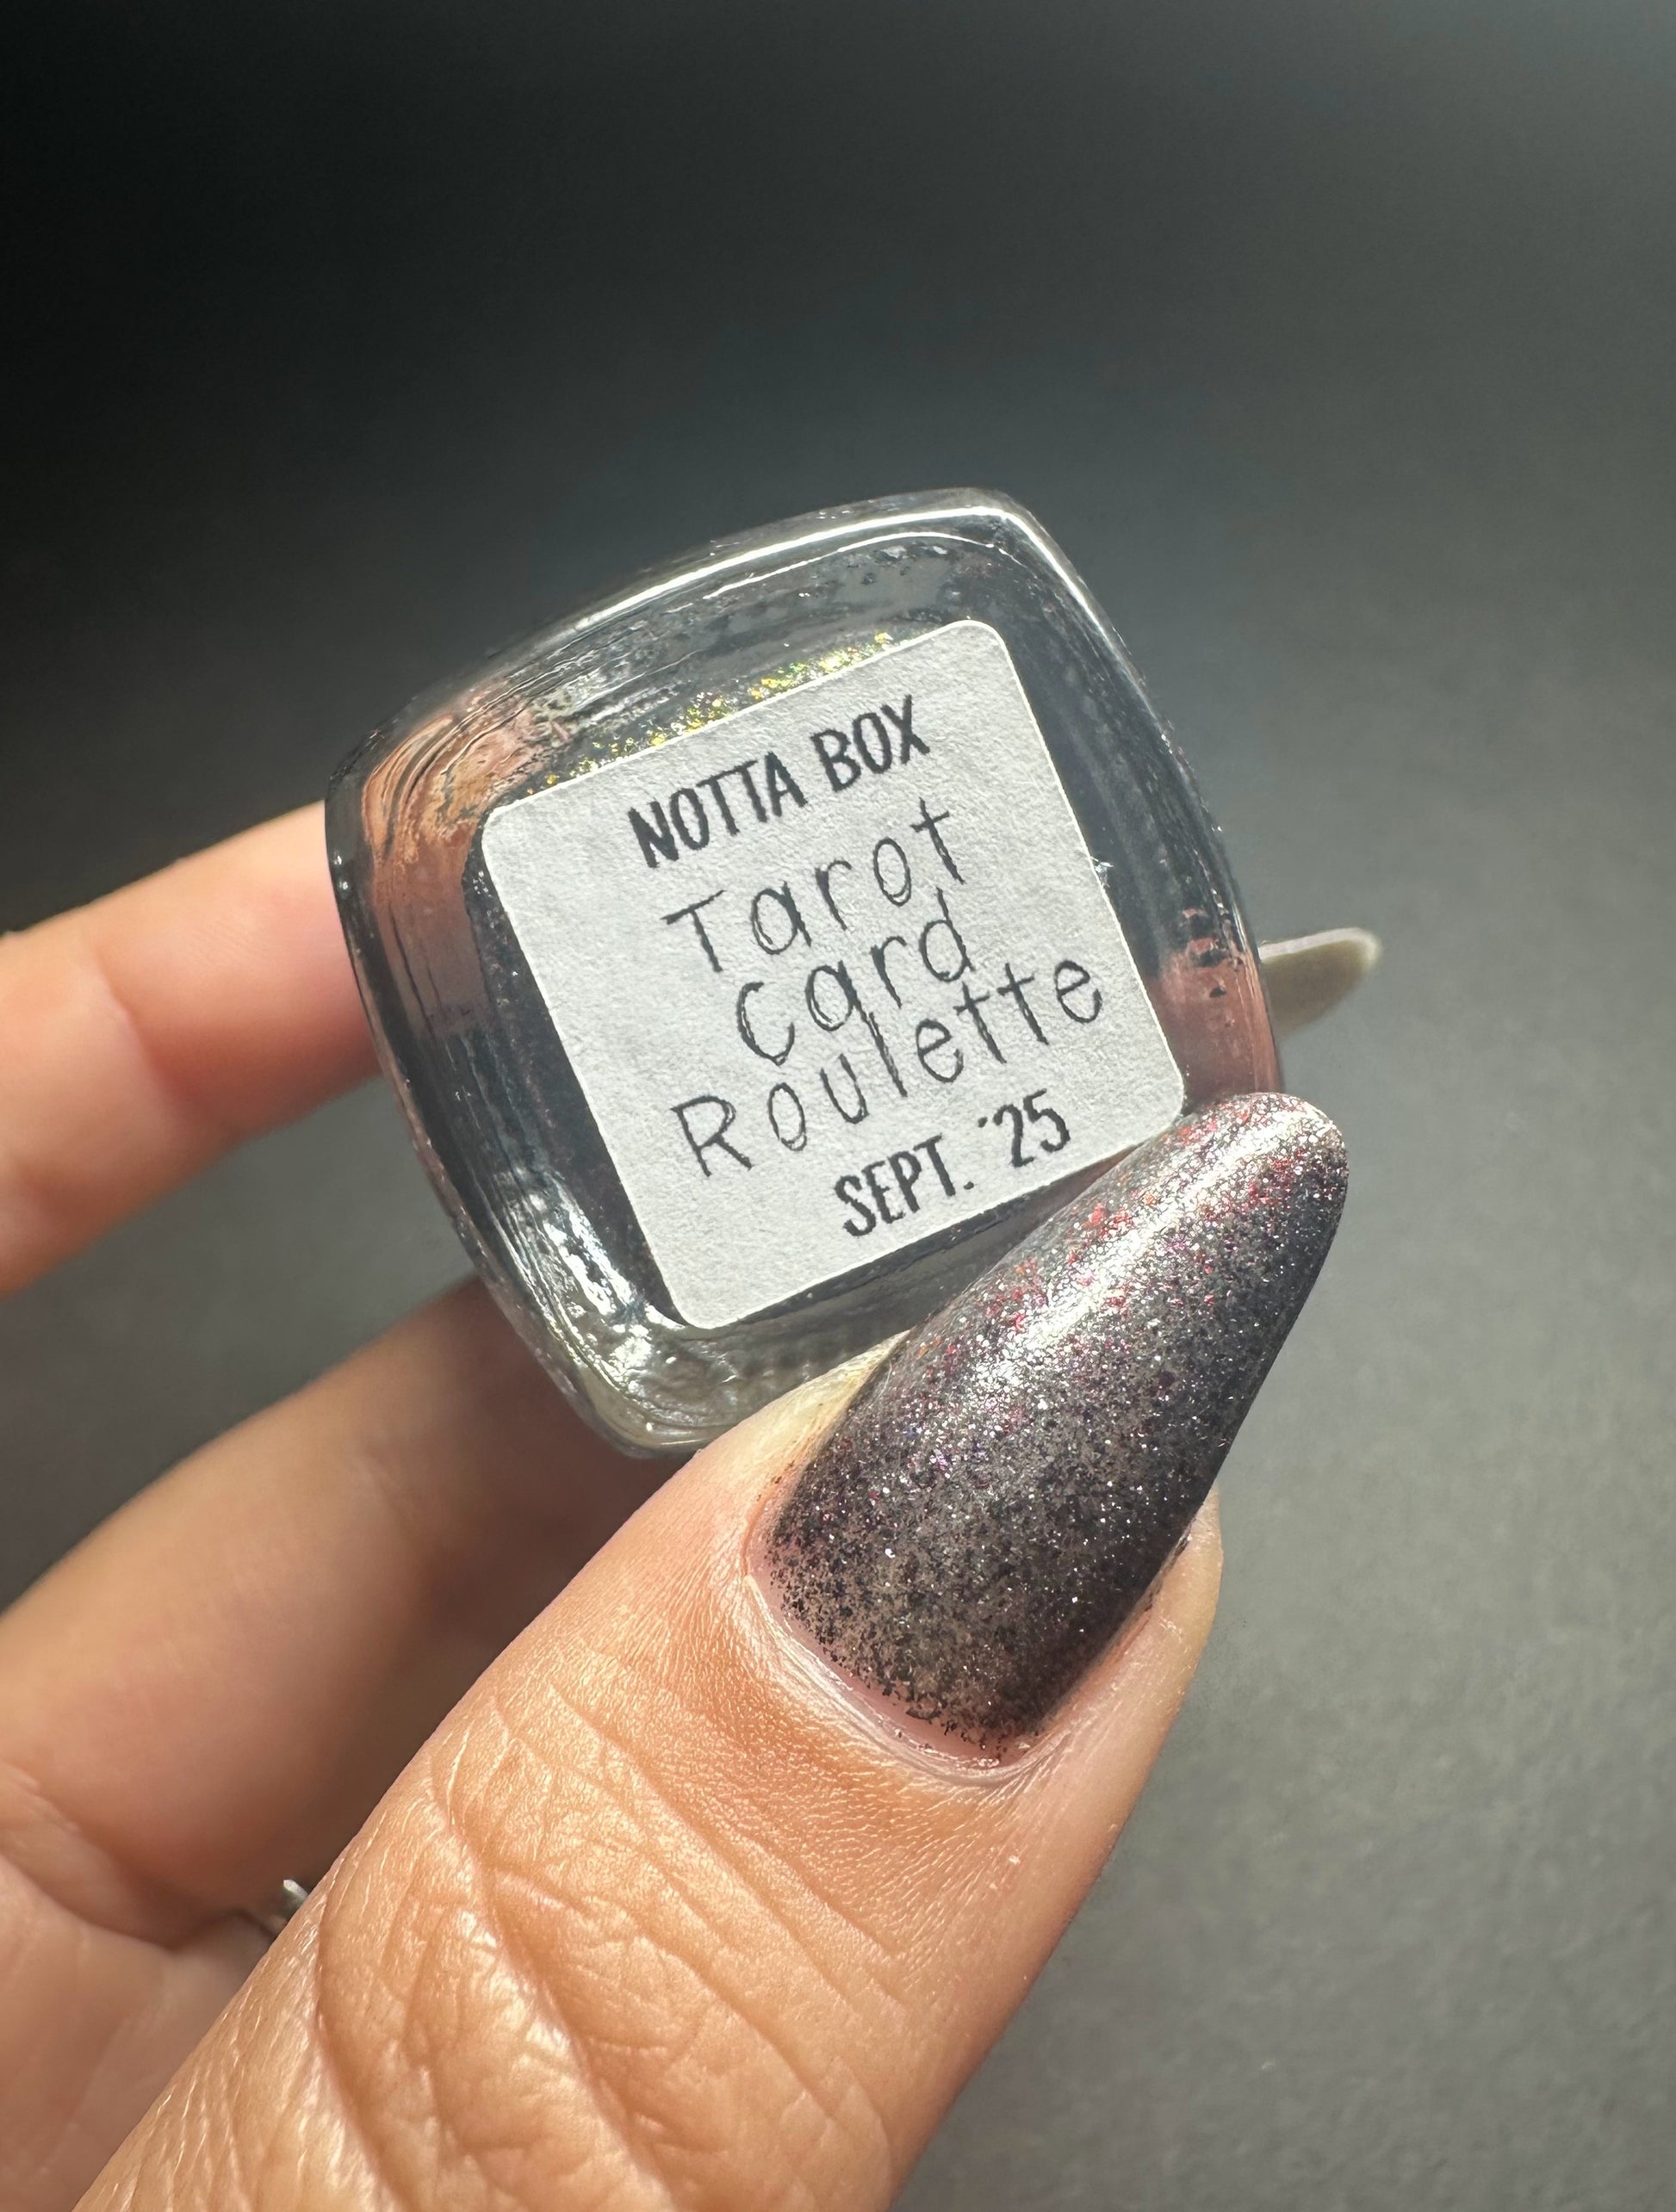 NOTTA BOX
Tarot
Card
Roulette
SEPT. '25